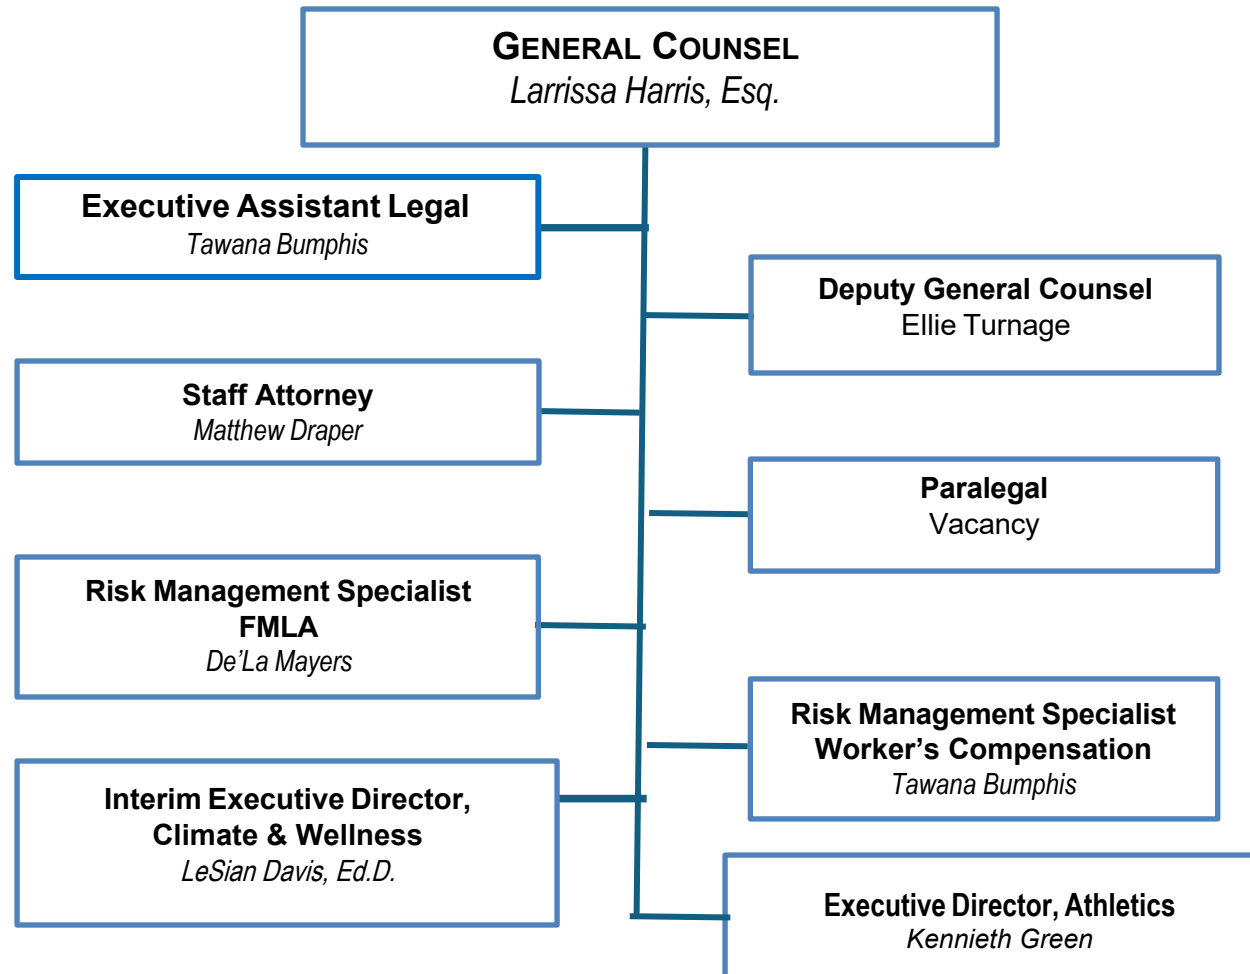 GENERAL COUNSEL
Larrissa Harris, Esq.
Executive Assistant Legal
Tawana Bumphis
Deputy General Counsel
Ellie Turnage
Staff Attorney
Matthew Draper
Paralegal
Vacancy
Risk Management Specialist
FMLA
De’La Mayers
Risk Management Specialist
Worker’s Compensation
Tawana Bumphis
Interim Executive Director,
Climate & Wellness
LeSian Davis, Ed.D.
Executive Director, Athletics
Kennieth Green